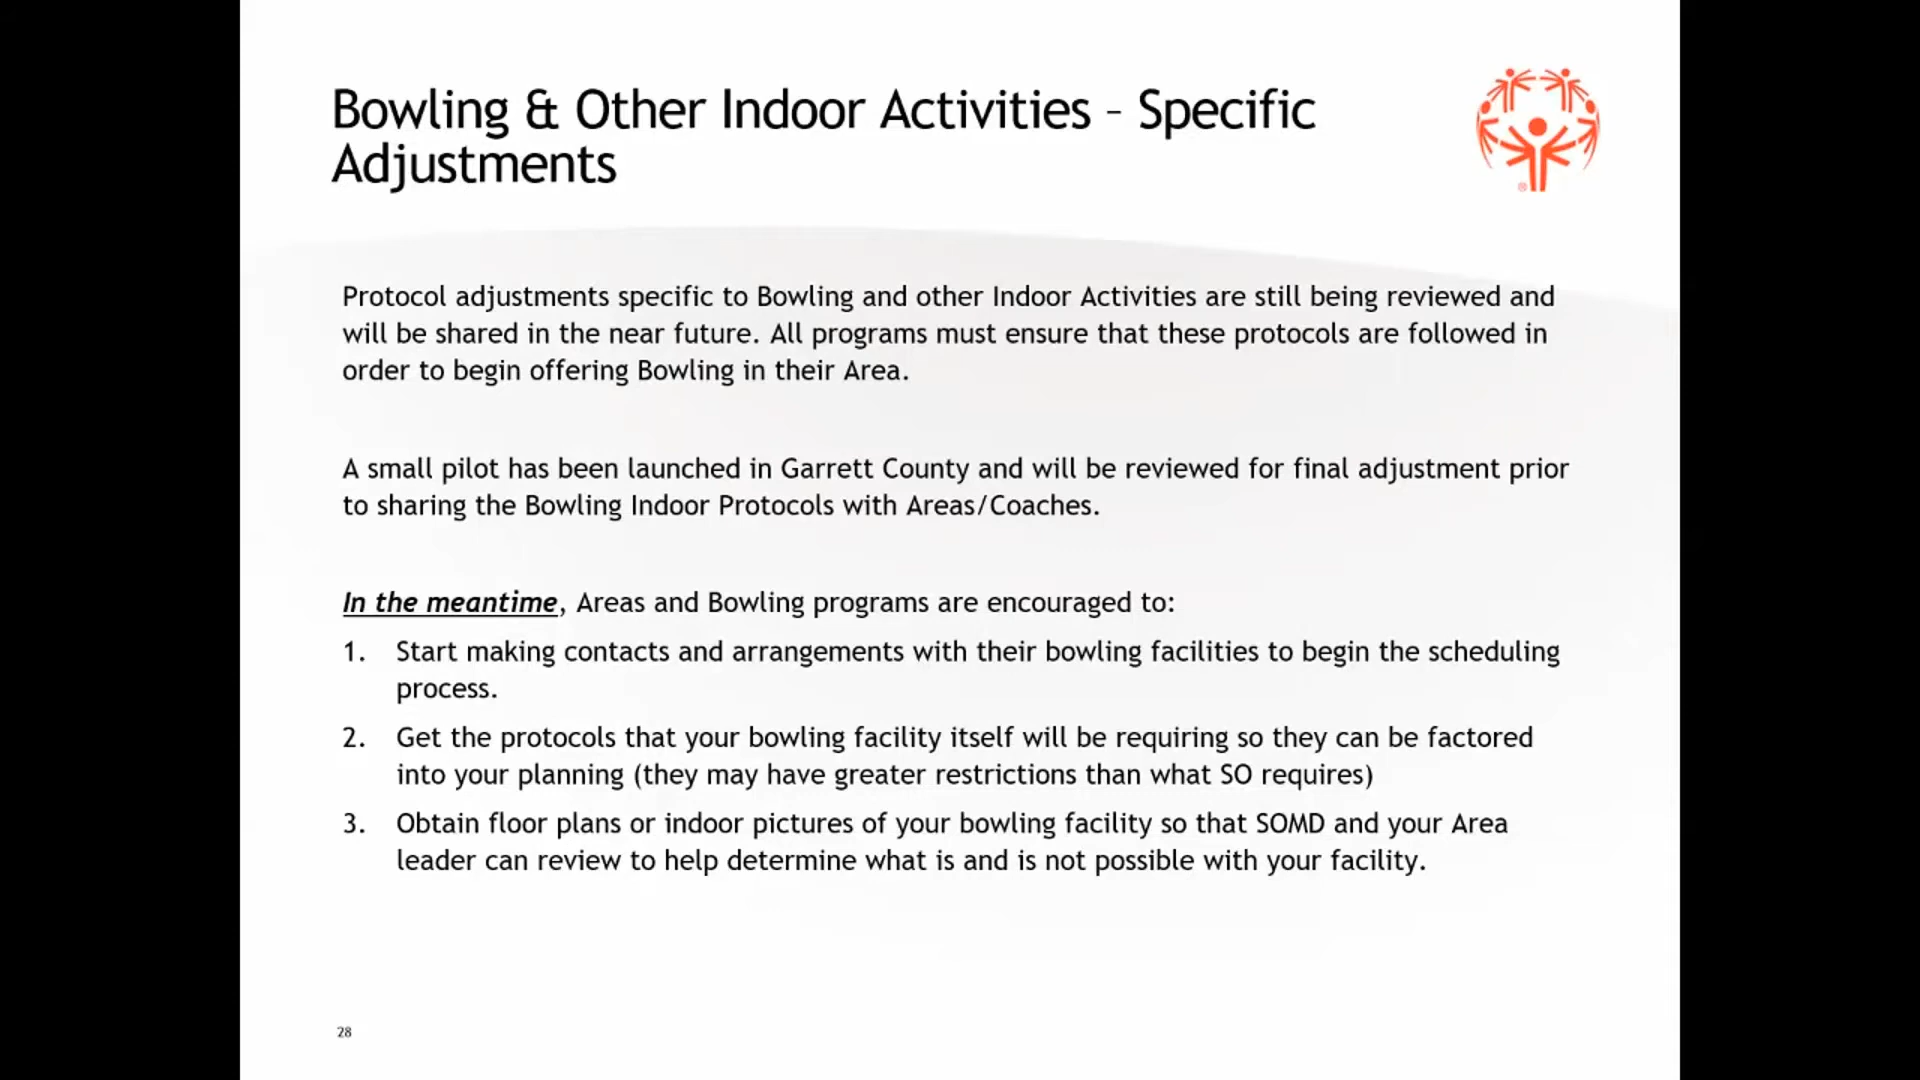 Bowling & Other Indoor Activities – Specific
Adjustments
®
Protocol adjustments specific to Bowling and other Indoor Activities are still being reviewed and
will be shared in the near future. All programs must ensure that these protocols are followed in
order to begin offering Bowling in their Area.
A small pilot has been launched in Garrett County and will be reviewed for final adjustment prior
to sharing the Bowling Indoor Protocols with Areas/Coaches.
In the meantime, Areas and Bowling programs are encouraged to:
1. Start making contacts and arrangements with their bowling facilities to begin the scheduling
process.
2. Get the protocols that your bowling facility itself will be requiring so they can be factored
into your planning (they may have greater restrictions than what SO requires)
3. Obtain floor plans or indoor pictures of your bowling facility so that SOMD and your Area
leader can review to help determine what is and is not possible with your facility.
28